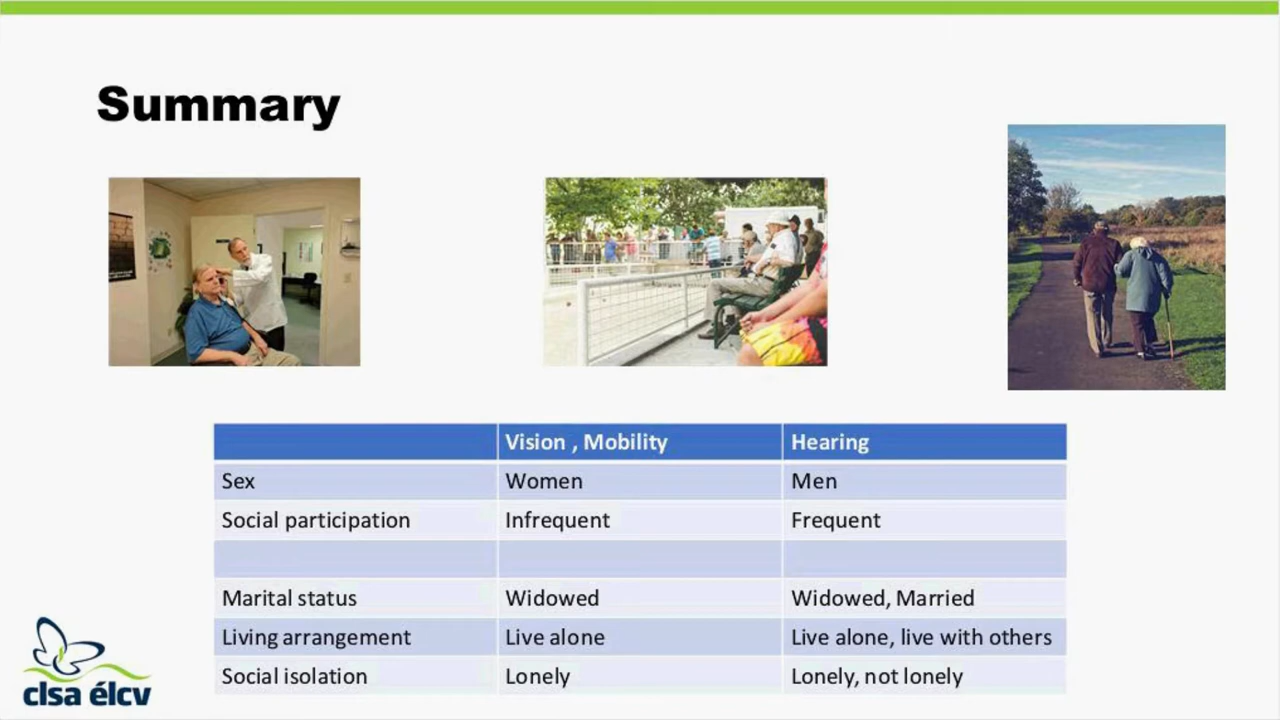 Summary
Vision , Mobility Hearing
Sex Women Men
Social participation Infrequent Frequent
Marital status Widowed Widowed, Married
Living arrangement Live alone Live alone, live with others
Social isolation Lonely Lonely, not lonely
clsa élcv